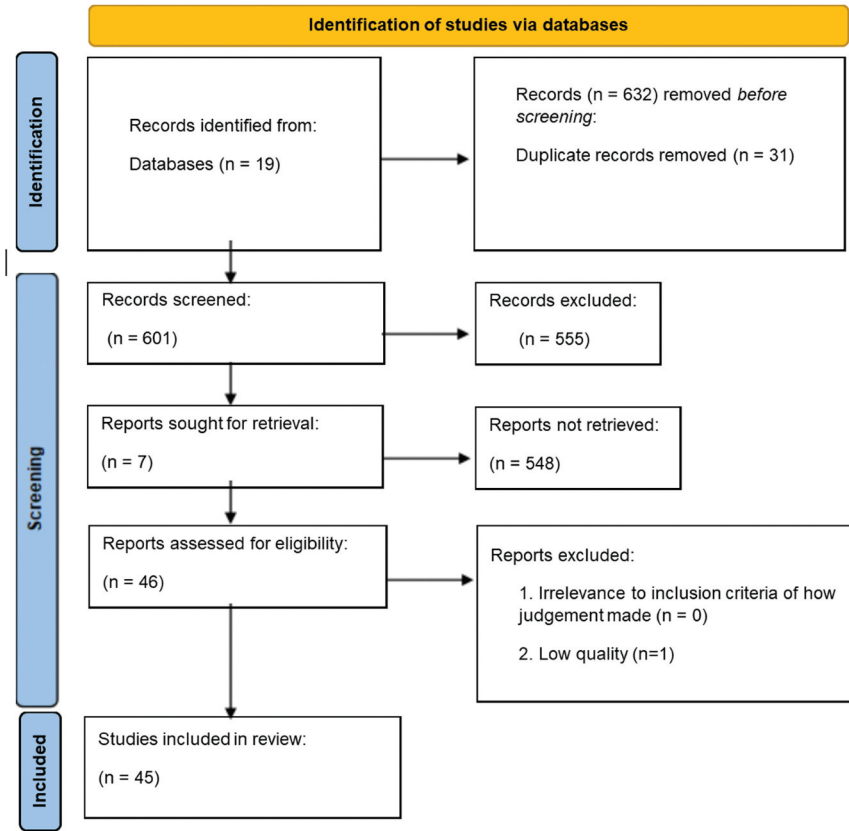 Identification of studies via databases
Identification
Records identified from:
Databases (n = 19)
Records (n = 632) removed before
screening:
Duplicate records removed (n = 31)
Screening
Records screened:
(n = 601)
Records excluded:
(n = 555)
Reports sought for retrieval:
(n = 7)
Reports not retrieved:
(n = 548)
Reports assessed for eligibility:
(n = 46)
Reports excluded:
1. Irrelevance to inclusion criteria of how
judgement made (n = 0)
2. Low quality (n=1)
Included
Studies included in review:
(n = 45)